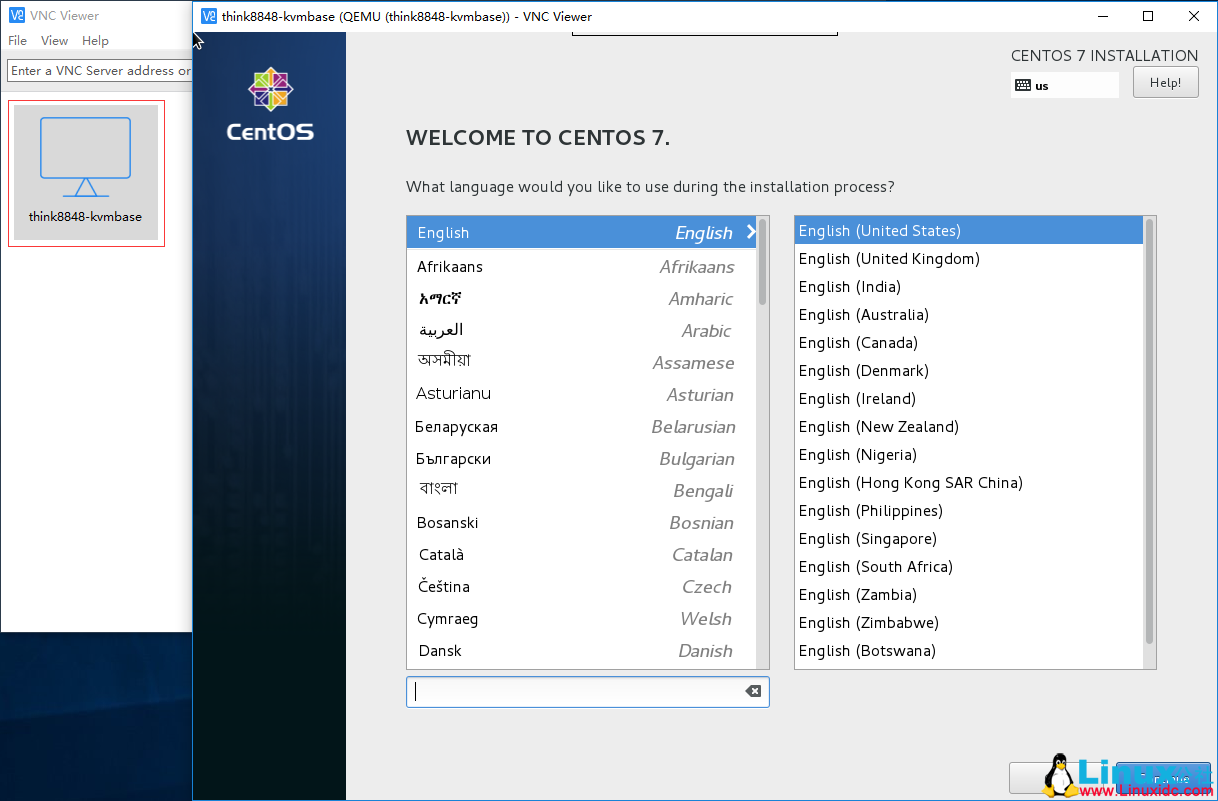 VNC Viewer
File View Help
Enter a VNC Server address or
think8848-kvmbase
think8848-kvmbase (QEMU (think8848-kvmbase)) - VNC Viewer
CentOS
CENTOS 7 INSTALLATION
us
Help!
WELCOME TO CENTOS 7.
What language would you like to use during the installation process?
English English
Afrikaans Afrikaans
አማርኛ Amharic
العربية Arabic
অসমীয়া Assamese
Asturianu Asturian
Беларуская Belarusian
Български Bulgarian
বাংলা Bengali
Bosanski Bosnian
Català Catalan
Čeština Czech
Cymraeg Welsh
Dansk Danish
English (United States)
English (United Kingdom)
English (India)
English (Australia)
English (Canada)
English (Denmark)
English (Ireland)
English (New Zealand)
English (Nigeria)
English (Hong Kong SAR China)
English (Philippines)
English (Singapore)
English (South Africa)
English (Zambia)
English (Zimbabwe)
English (Botswana)
Continue
Linux
www.Linuxidc.com